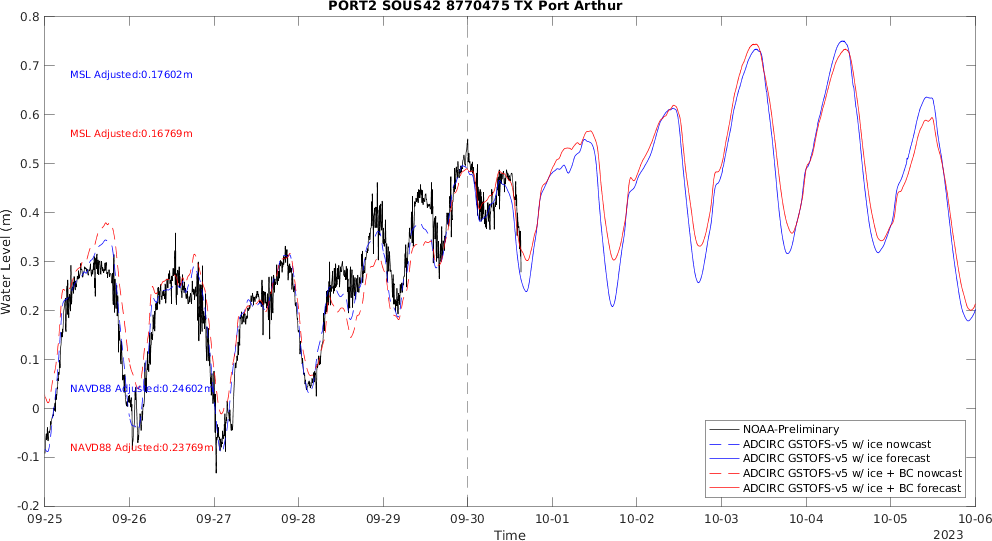 PORT2 SOUS42 8770475 TX Port Arthur
0.8
0.7
0.6
0.5
0.4
0.3
0.2
0.1
0
-0.1
-0.2
Water Level (m)
MSL Adjusted:0.17602m
MSL Adjusted:0.16769m
NAVD88 Adjusted:0.24602m
NAVD88 Adjusted:0.23769m
NOAA-Preliminary
ADCIRC GSTOFS-v5 w/ ice nowcast
ADCIRC GSTOFS-v5 w/ ice forecast
ADCIRC GSTOFS-v5 w/ ice + BC nowcast
ADCIRC GSTOFS-v5 w/ ice + BC forecast
09-25 09-26 09-27 09-28 09-29 09-30 10-01 10-02 10-03 10-04 10-05 10-06
Time
2023